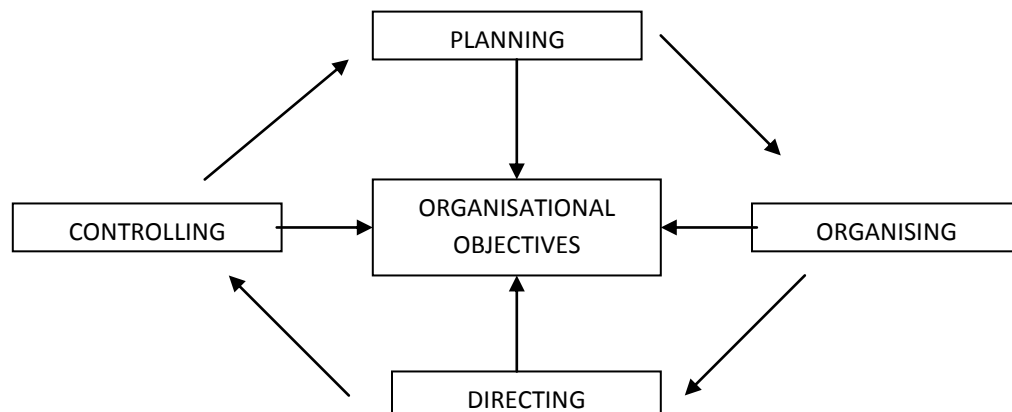 PLANNING
CONTROLLING
ORGANISATIONAL
OBJECTIVES
ORGANISING
DIRECTING